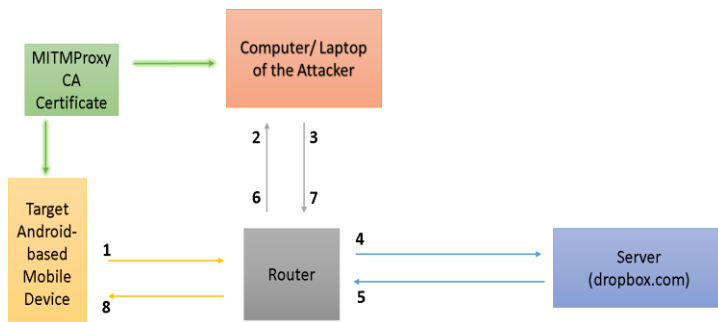 Computer/ Laptop
of the Attacker
MITMProxy
CA
Certificate
2
3
6
7
Target
Android-
based
Mobile
Device
1
8
Router
4
5
Server
(dropbox.com)